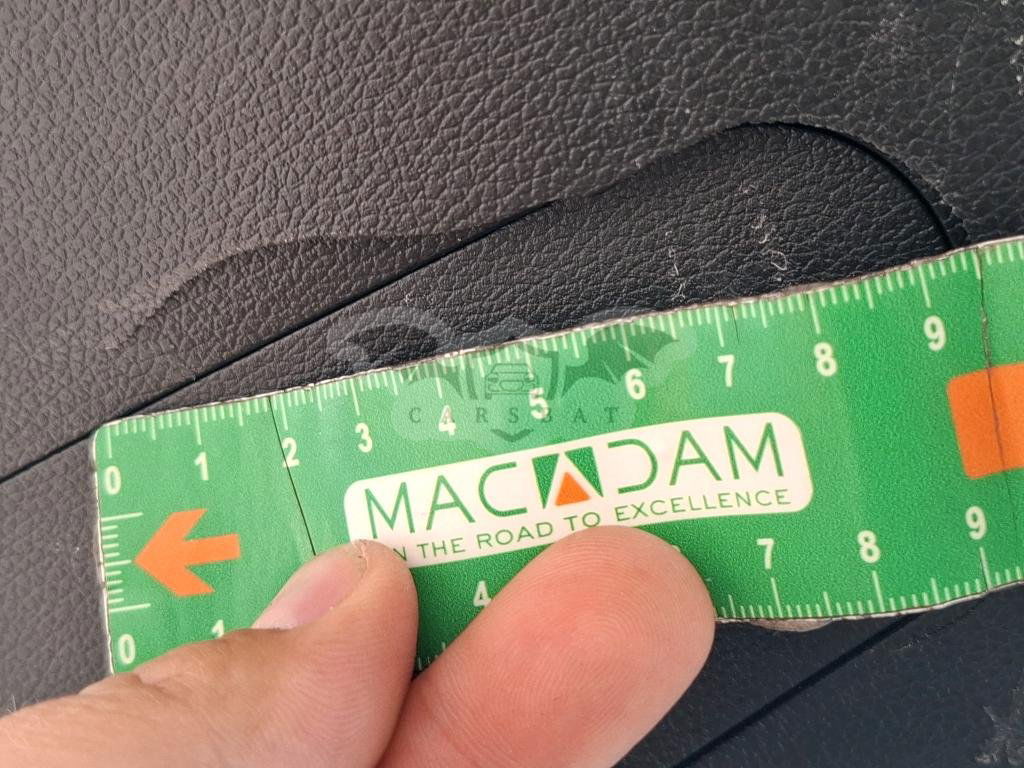 0 1 2 3 4 5 6 7 8 9
CARSBAT
MACADAM
N THE ROAD TO EXCELLENCE
0 1 4 7 8 9